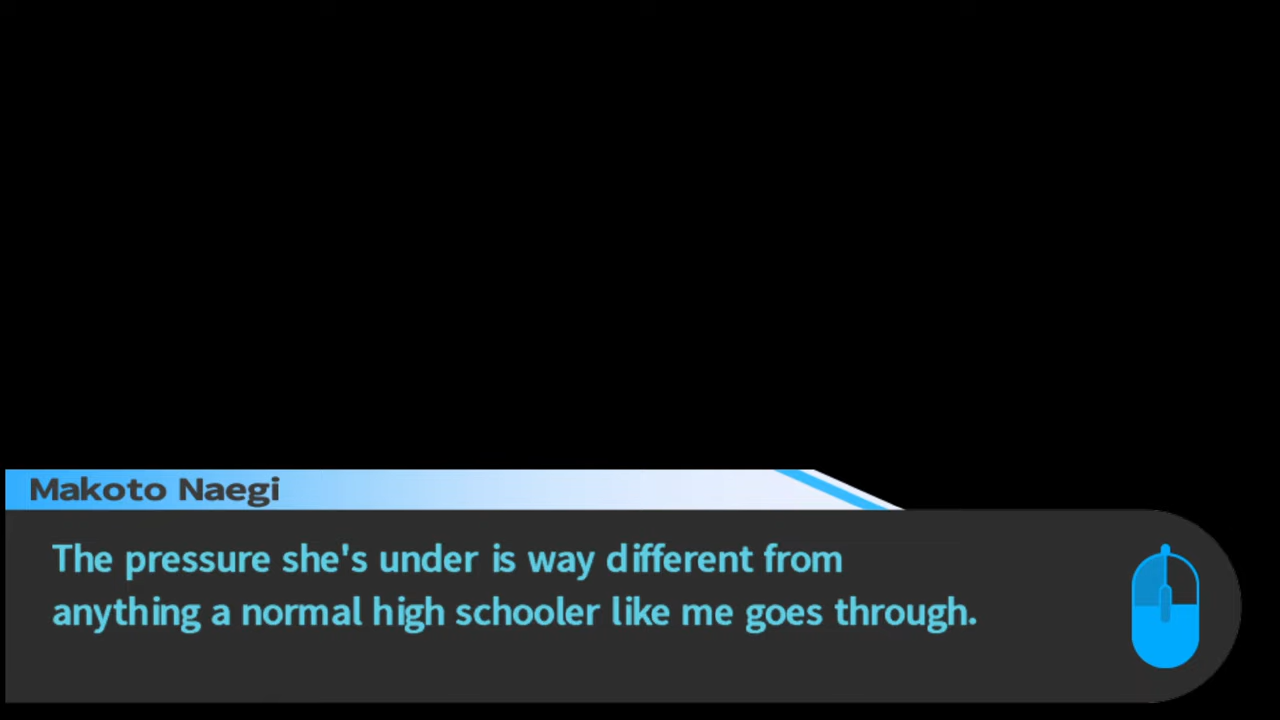 Makoto Naegi
The pressure she's under is way different from
anything a normal high schooler like me goes through.